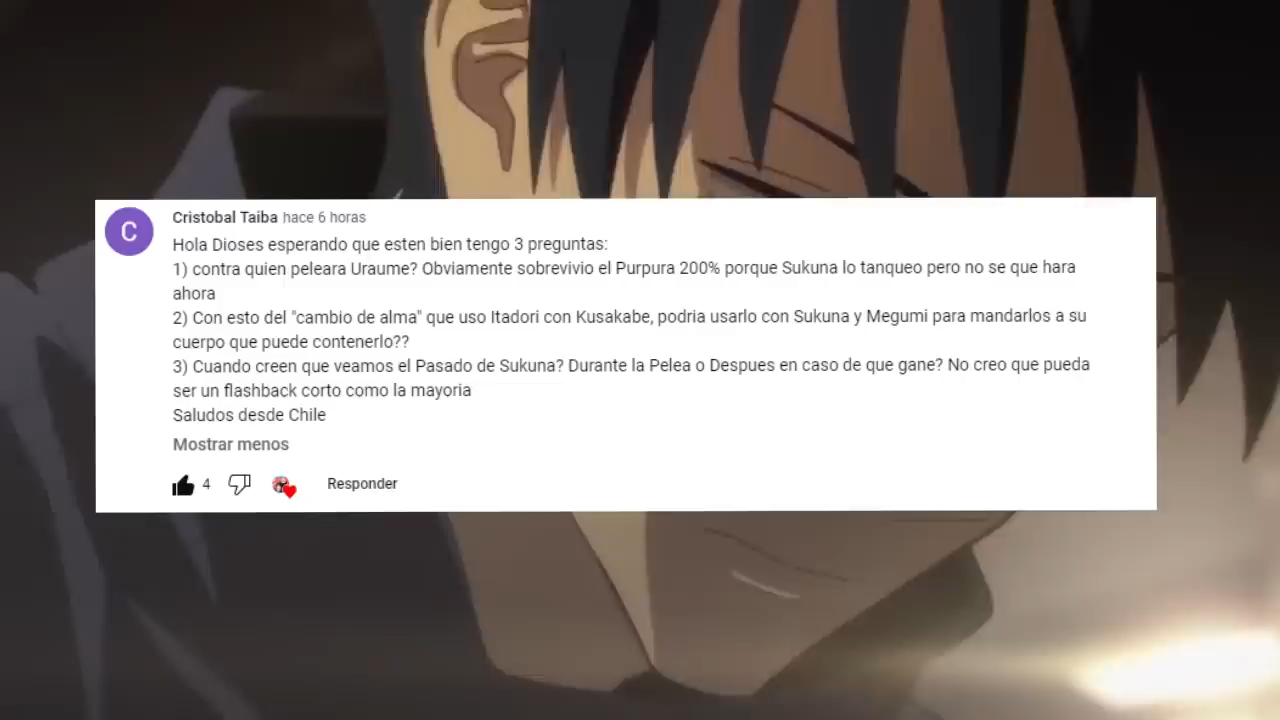 C
Cristobal Taiba hace 6 horas
Hola Dioses esperando que esten bien tengo 3 preguntas:
1) contra quien peleara Uraume? Obviamente sobrevivio el Purpura 200% porque Sukuna lo tanqueo pero no se que hara
ahora
2) Con esto del "cambio de alma" que uso Itadori con Kusakabe, podria usarlo con Sukuna y Megumi para mandarlos a su
cuerpo que puede contenerlo??
3) Cuando creen que veamos el Pasado de Sukuna? Durante la Pelea o Despues en caso de que gane? No creo que pueda
ser un flashback corto como la mayoria
Saludos desde Chile
Mostrar menos
4 Responder